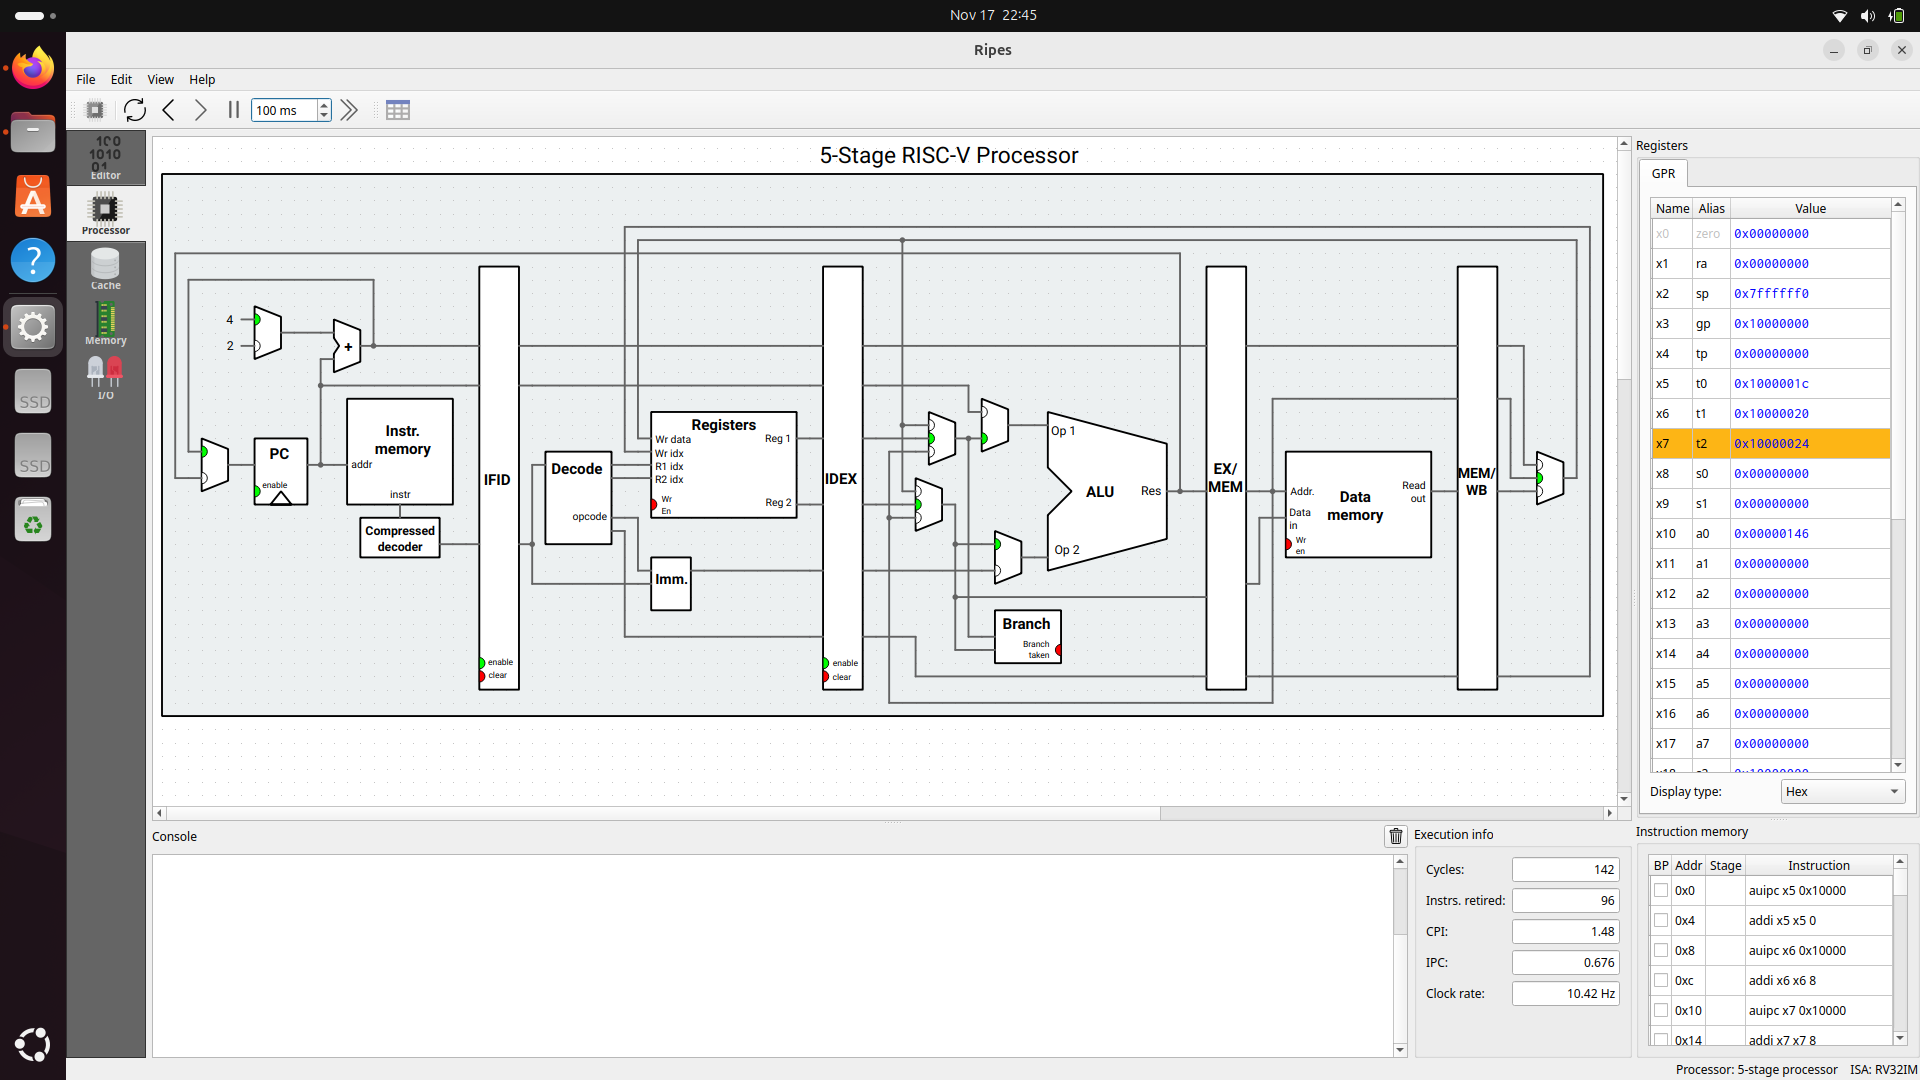 Nov 17 22:45
Ripes
File Edit View Help
100 ms
Editor
Processor
Cache
Memory
I/O
5-Stage RISC-V Processor
4
2
+
Instr. memory
addr
instr
PC
enable
Compressed decoder
IFID
enable
clear
Decode
opcode
Registers
Wr data
Wr idx
R1 idx
R2 idx
Wr En
Reg 1
Reg 2
Imm.
IDEX
enable
clear
Op 1
ALU
Res
Op 2
Branch
Branch taken
EX/MEM
Addr.
Data in
Wr en
Data memory
Read out
MEM/WB
Registers
GPR
Name Alias Value
x0 zero 0x00000000
x1 ra 0x00000000
x2 sp 0x7ffffff0
x3 gp 0x10000000
x4 tp 0x00000000
x5 t0 0x1000001c
x6 t1 0x10000020
x7 t2 0x10000024
x8 s0 0x00000000
x9 s1 0x00000000
x10 a0 0x00000146
x11 a1 0x00000000
x12 a2 0x00000000
x13 a3 0x00000000
x14 a4 0x00000000
x15 a5 0x00000000
x16 a6 0x00000000
x17 a7 0x00000000
Display type: Hex
Console
Execution info
Cycles: 142
Instrs. retired: 96
CPI: 1.48
IPC: 0.676
Clock rate: 10.42 Hz
Instruction memory
BP Addr Stage Instruction
0x0 auipc x5 0x10000
0x4 addi x5 x5 0
0x8 auipc x6 0x10000
0xc addi x6 x6 8
0x10 auipc x7 0x10000
0x14 addi x7 x7 8
Processor: 5-stage processor ISA: RV32IM